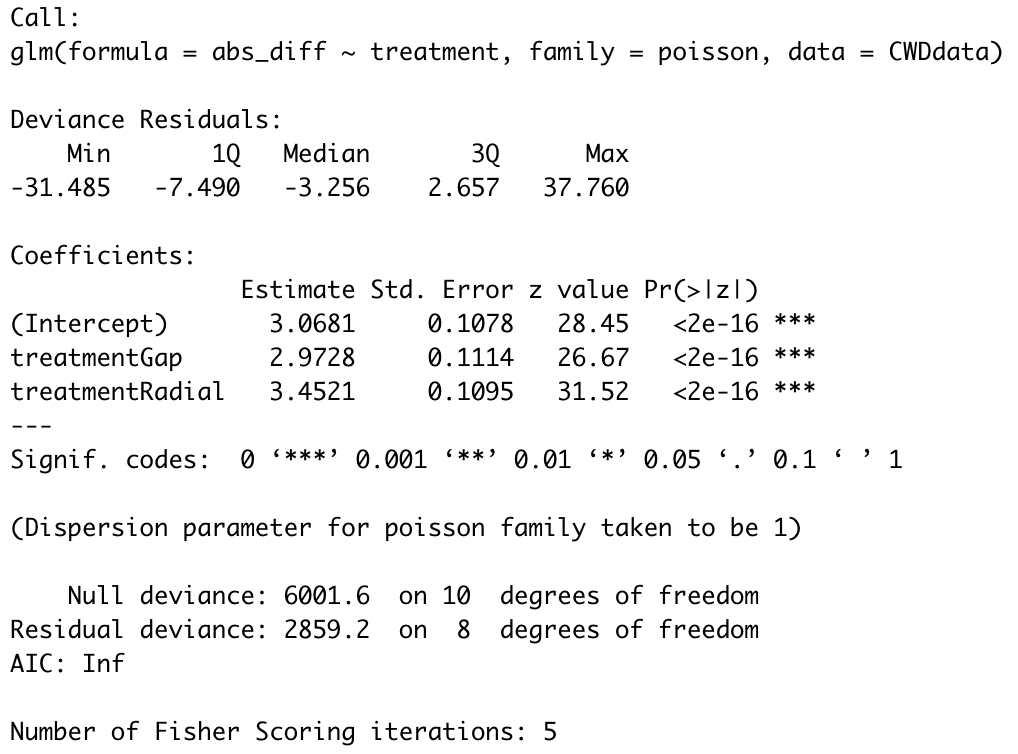 Call:
glm(formula = abs_diff ~ treatment, family = poisson, data = CWDdata)
Deviance Residuals:
    Min       1Q   Median       3Q      Max
-31.485   -7.490   -3.256    2.657   37.760
Coefficients:
                Estimate Std. Error z value Pr(>|z|)
(Intercept)       3.0681     0.1078   28.45   <2e-16 ***
treatmentGap      2.9728     0.1114   26.67   <2e-16 ***
treatmentRadial   3.4521     0.1095   31.52   <2e-16 ***
---
Signif. codes:  0 ‘***’ 0.001 ‘**’ 0.01 ‘*’ 0.05 ‘.’ 0.1 ‘ ’ 1
(Dispersion parameter for poisson family taken to be 1)
    Null deviance: 6001.6  on 10  degrees of freedom
Residual deviance: 2859.2  on  8  degrees of freedom
AIC: Inf
Number of Fisher Scoring iterations: 5